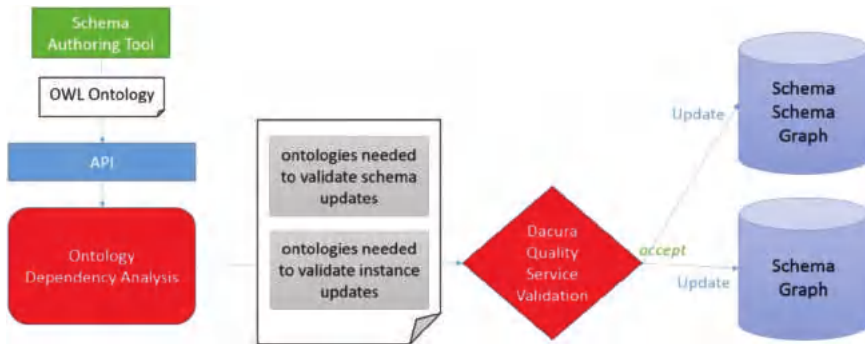 Schema
Authoring Tool
OWL Ontology
API
Ontology
Dependency Analysis
ontologies needed
to validate schema
updates
ontologies needed
to validate instance
updates
Dacura
Quality
Service
Validation
accept
Update
Update
Schema
Schema
Graph
Schema
Graph